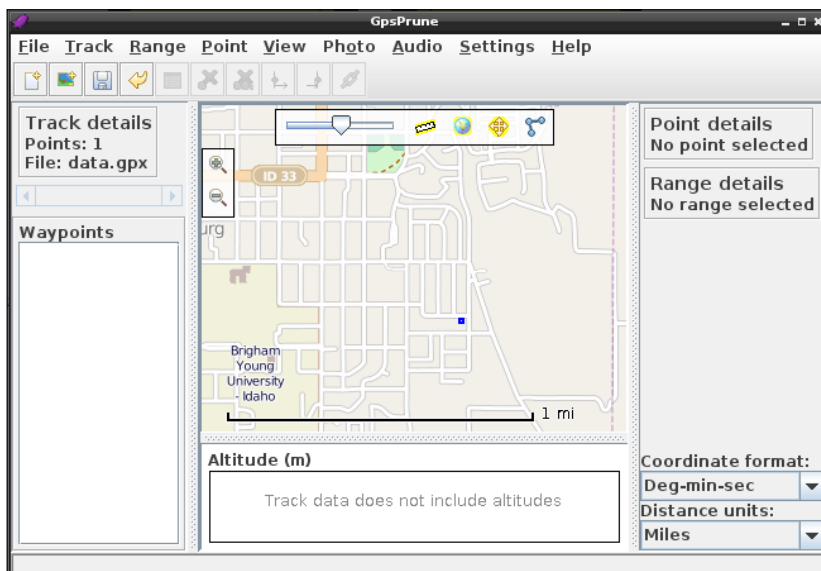 GpsPrune
File Track Range Point View Photo Audio Settings Help
Track details
Points: 1
File: data.gpx
Waypoints
ID 33
urg
Brigham
Young
University
- Idaho
1 mi
Altitude (m)
Track data does not include altitudes
Point details
No point selected
Range details
No range selected
Coordinate format:
Deg-min-sec
Distance units:
Miles